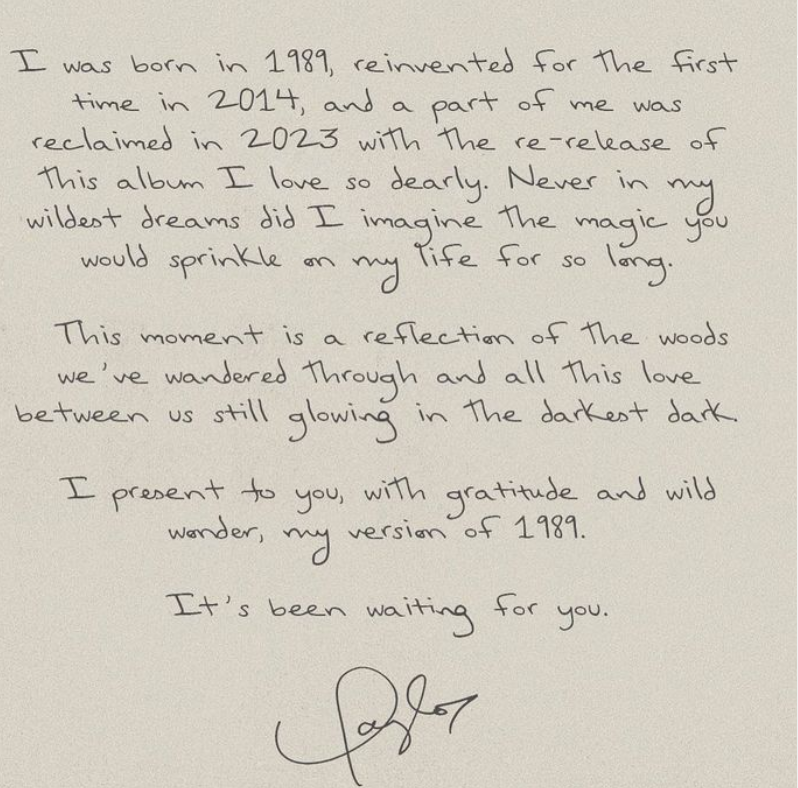 I was born in 1989, reinvented for the first
time in 2014, and a part of me was
reclaimed in 2023 with the re-release of
this album I love so dearly. Never in my
wildest dreams did I imagine the magic you
would sprinkle on my life for so long.
This moment is a reflection of the woods
we've wandered through and all this love
between us still glowing in the darkest dark.
I present to you, with gratitude and wild
wonder, my version of 1989.
It's been waiting for you.
Taylor